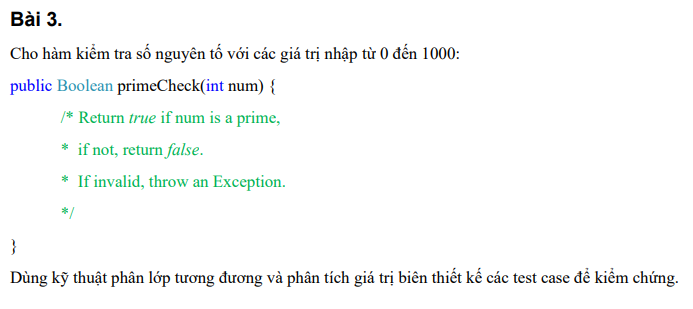 Bài 3.
Cho hàm kiểm tra số nguyên tố với các giá trị nhập từ 0 đến 1000:
public Boolean primeCheck(int num) {
/* Return true if num is a prime,
* if not, return false.
* If invalid, throw an Exception.
*/
}
Dùng kỹ thuật phân lớp tương đương và phân tích giá trị biên thiết kế các test case để kiểm chứng.